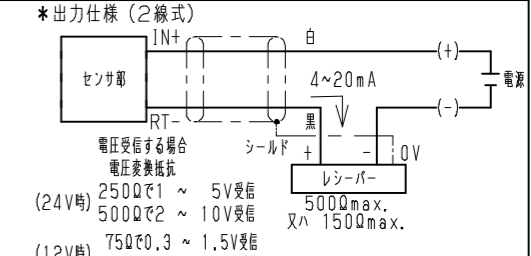 *出力仕様 (2線式)
IN+
白
(+)
センサ部
4~20mA
電源
RT-
黒
(-)
電圧受信する場合
シールド
+
-
0V
電圧変換抵抗
レシーバー
(24V時)
250Ωで1 ~ 5V受信
500Ωで2 ~ 10V受信
500Ωmax.
又ハ 150Ωmax.
(12V時)
75Ωで0.3 ~ 1.5V受信